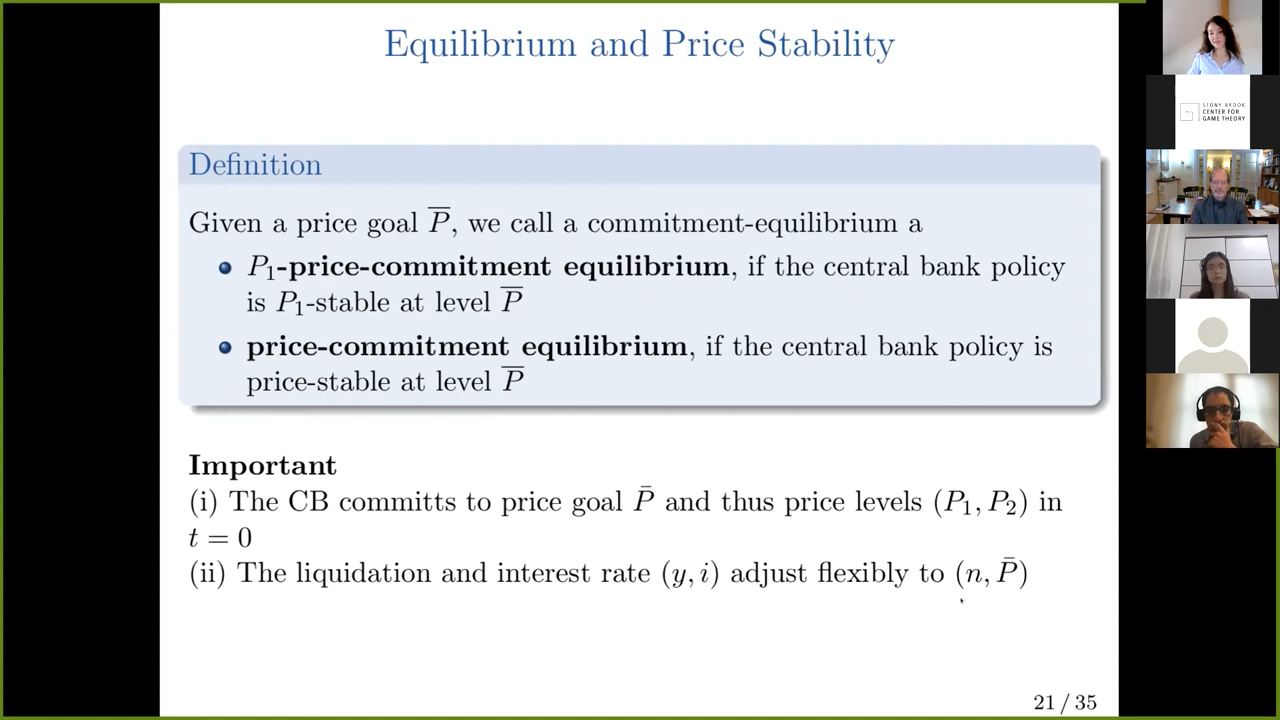 Equilibrium and Price Stability
Definition
Given a price goal P̅, we call a commitment-equilibrium a
P₁-price-commitment equilibrium, if the central bank policy
is P₁-stable at level P̅
price-commitment equilibrium, if the central bank policy is
price-stable at level P̅
Important
(i) The CB committs to price goal P̄ and thus price levels (P₁, P₂) in
t = 0
(ii) The liquidation and interest rate (y, i) adjust flexibly to (n, P̄)
21 / 35
STONY BROOK
CENTER FOR
GAME THEORY